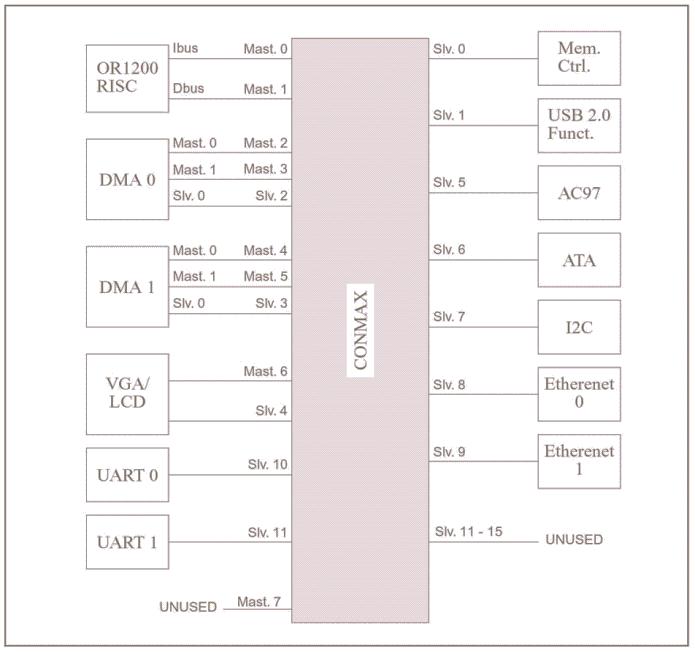 Ibus Mast. 0
OR1200
RISC
Dbus Mast. 1
Mast. 0 Mast. 2
DMA 0
Mast. 1 Mast. 3
Slv. 0 Slv. 2
Mast. 0 Mast. 4
DMA 1
Mast. 1 Mast. 5
Slv. 0 Slv. 3
VGA/
LCD
Mast. 6
Slv. 4
UART 0
Slv. 10
UART 1
Slv. 11
UNUSED Mast. 7
CONMAX
Slv. 0
Mem.
Ctrl.
Slv. 1
USB 2.0
Funct.
Slv. 5
AC97
Slv. 6
ATA
Slv. 7
I2C
Slv. 8
Etherenet
0
Slv. 9
Etherenet
1
Slv. 11 - 15
UNUSED